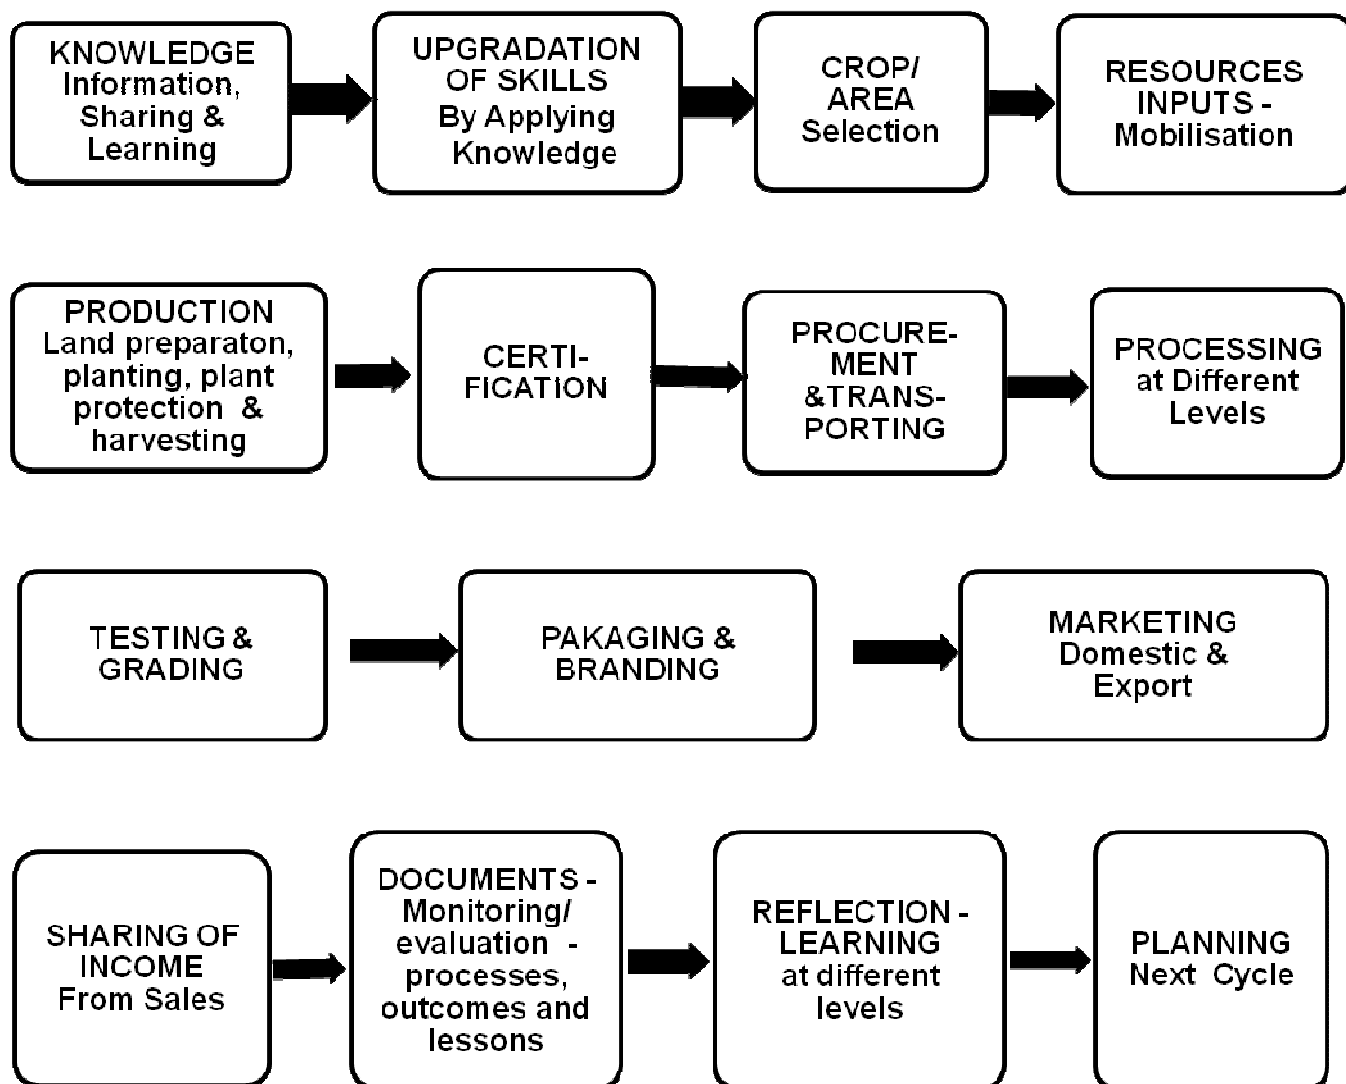 KNOWLEDGE
Information,
Sharing &
Learning
UPGRADATION
OF SKILLS
By Applying
Knowledge
CROP/
AREA
Selection
RESOURCES
INPUTS -
Mobilisation
PRODUCTION
Land preparaton,
planting, plant
protection &
harvesting
CERTI-
FICATION
PROCURE-
MENT
&TRANS-
PORTING
PROCESSING
at Different
Levels
TESTING &
GRADING
PAKAGING &
BRANDING
MARKETING
Domestic &
Export
SHARING OF
INCOME
From Sales
DOCUMENTS -
Monitoring/
evaluation -
processes,
outcomes and
lessons
REFLECTION -
LEARNING
at different
levels
PLANNING
Next Cycle